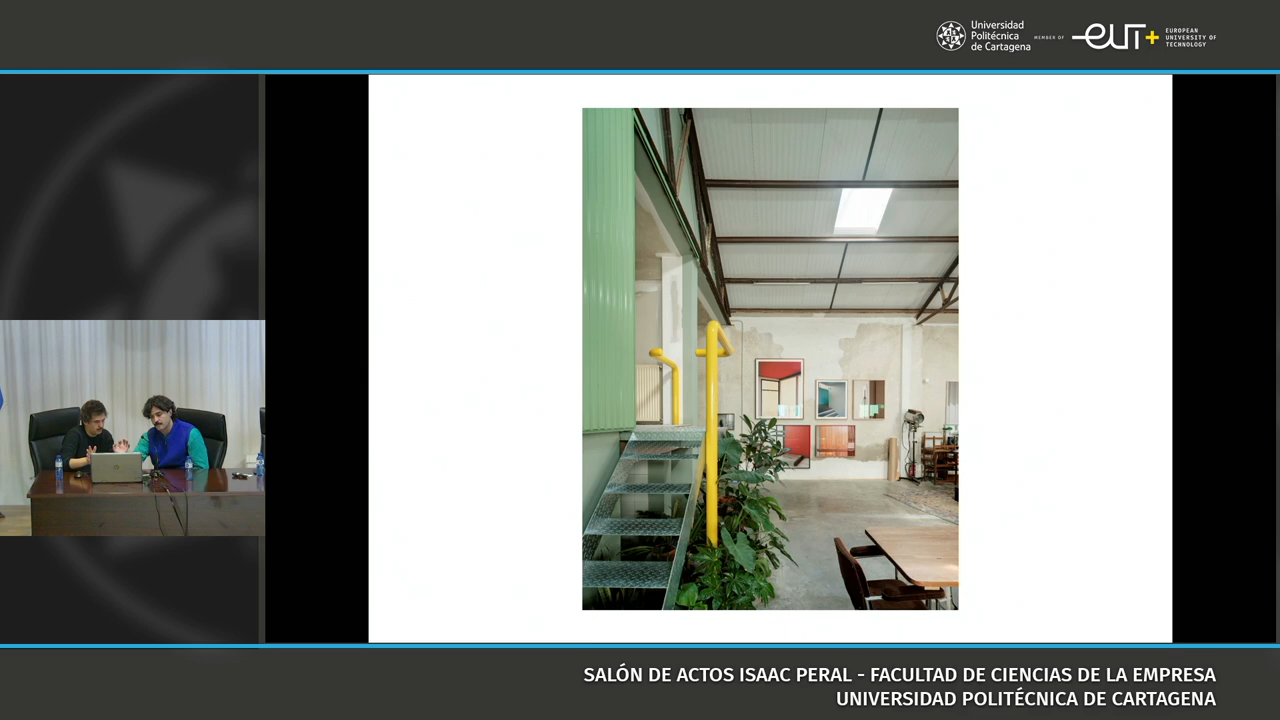 Universidad
Politécnica
de Cartagena
MEMBER OF
EUT+
EUROPEAN
UNIVERSITY OF
TECHNOLOGY
SALÓN DE ACTOS ISAAC PERAL - FACULTAD DE CIENCIAS DE LA EMPRESA
UNIVERSIDAD POLITÉCNICA DE CARTAGENA